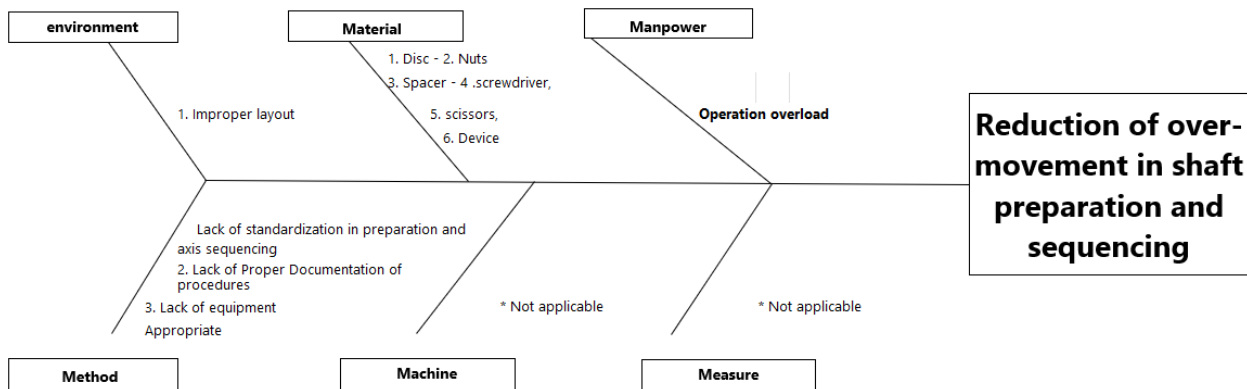 environment
Material
Manpower
1. Disc - 2. Nuts
3. Spacer - 4 .screwdriver,
5. scissors,
6. Device
1. Improper layout
Operation overload
Reduction of over-
movement in shaft
preparation and
sequencing
Lack of standardization in preparation and
axis sequencing
2. Lack of Proper Documentation of
procedures
3. Lack of equipment
Appropriate
* Not applicable
* Not applicable
Method
Machine
Measure